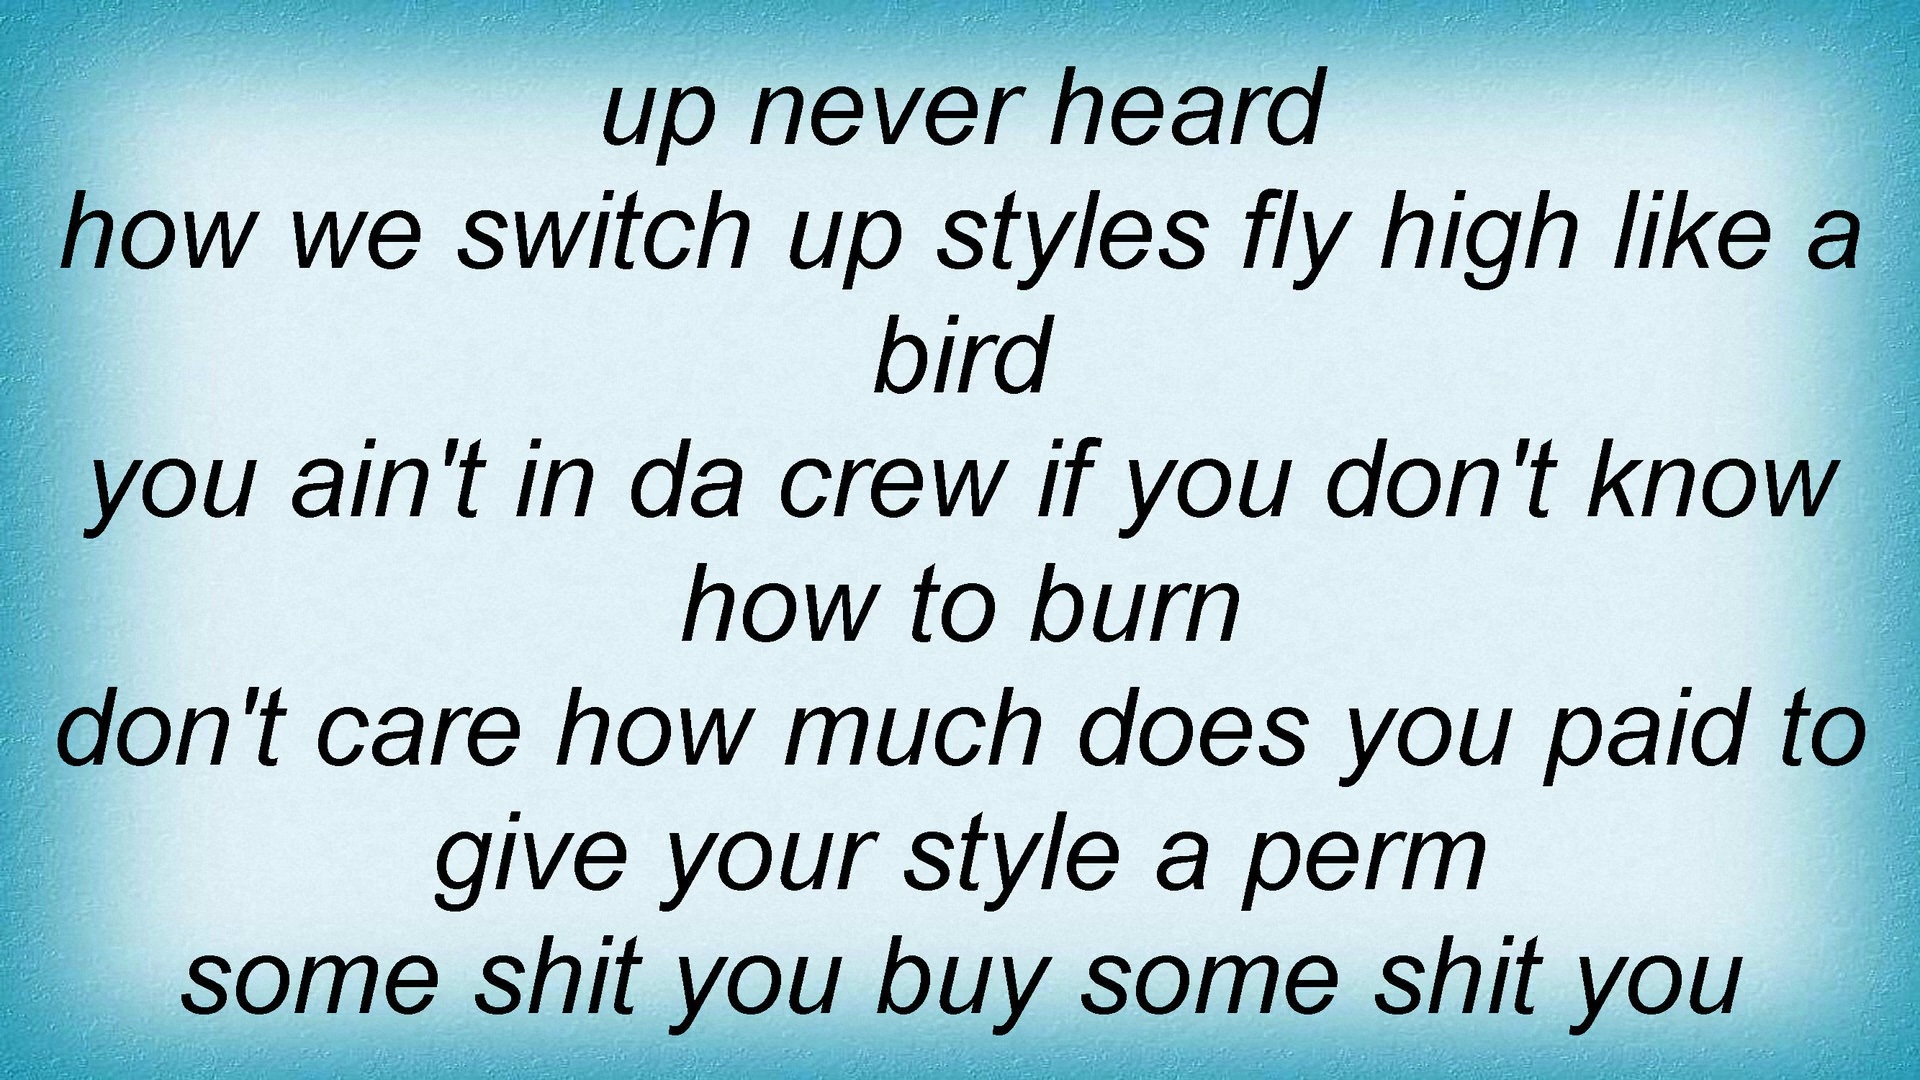 up never heard
how we switch up styles fly high like a
bird
you ain't in da crew if you don't know
how to burn
don't care how much does you paid to
give your style a perm
some shit you buy some shit you